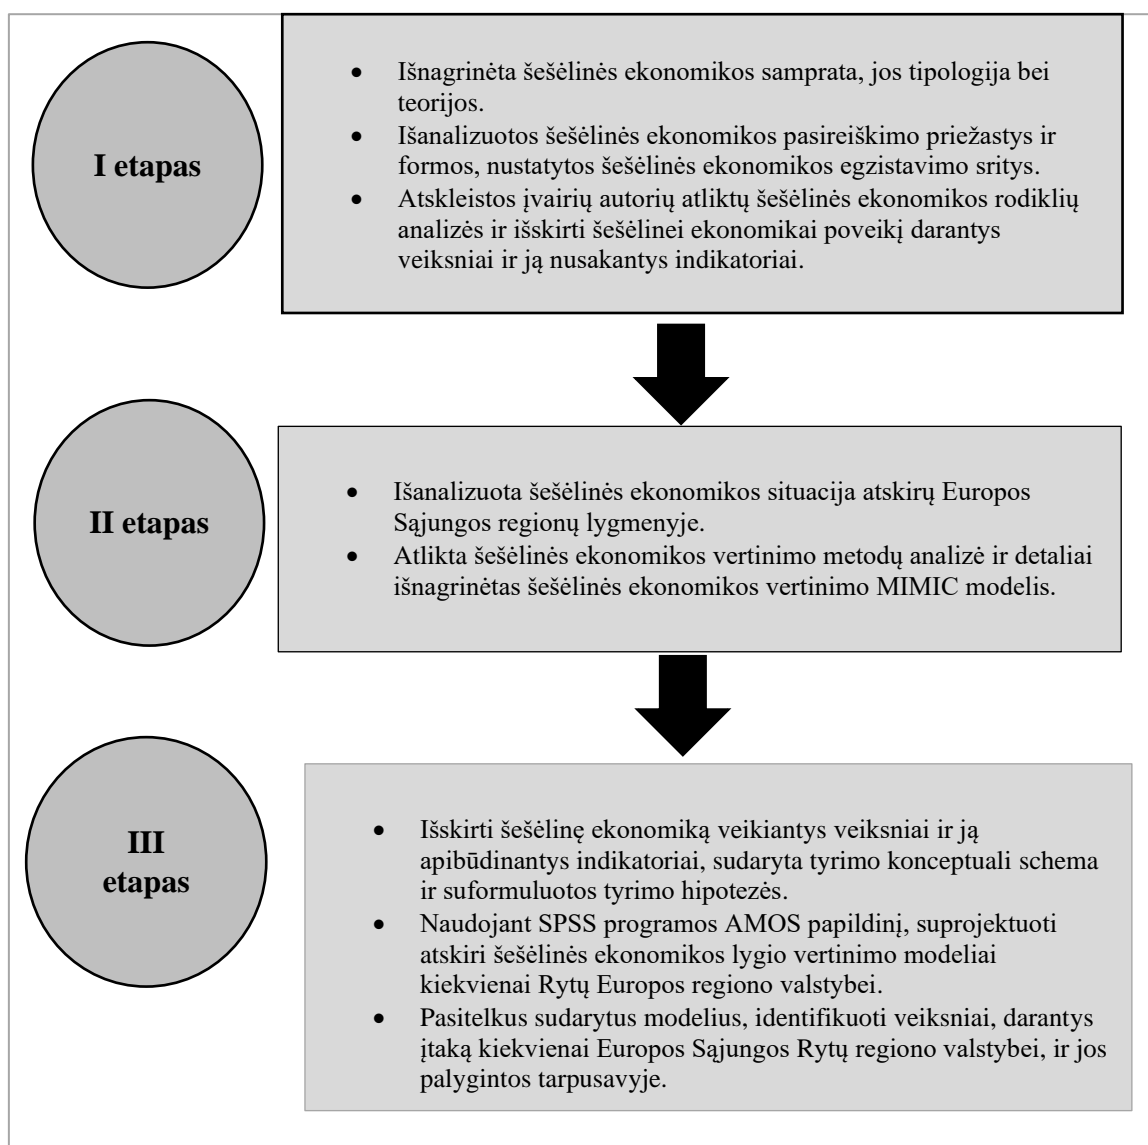 I etapas
• Išnagrinėta šešėlinės ekonomikos samprata, jos tipologija bei
teorijos.
• Išanalizuotos šešėlinės ekonomikos pasireiškimo priežastys ir
formos, nustatytos šešėlinės ekonomikos egzistavimo sritys.
• Atskleistos įvairių autorių atliktų šešėlinės ekonomikos rodiklių
analizės ir išskirti šešėlinei ekonomikai poveikį darantys
veiksniai ir ją nusakantys indikatoriai.
II etapas
• Išanalizuota šešėlinės ekonomikos situacija atskirų Europos
Sąjungos regionų lygmenyje.
• Atlikta šešėlinės ekonomikos vertinimo metodų analizė ir detaliai
išnagrinėtas šešėlinės ekonomikos vertinimo MIMIC modelis.
III
etapas
• Išskirti šešėlinę ekonomiką veikiantys veiksniai ir ją
apibūdinantys indikatoriai, sudaryta tyrimo konceptuali schema
ir suformuluotos tyrimo hipotezės.
• Naudojant SPSS programos AMOS papildinį, suprojektuoti
atskiri šešėlinės ekonomikos lygio vertinimo modeliai
kiekvienai Rytų Europos regiono valstybei.
• Pasitelkus sudarytus modelius, identifikuoti veiksniai, darantys
įtaką kiekvienai Europos Sąjungos Rytų regiono valstybei, ir jos
palygintos tarpusavyje.